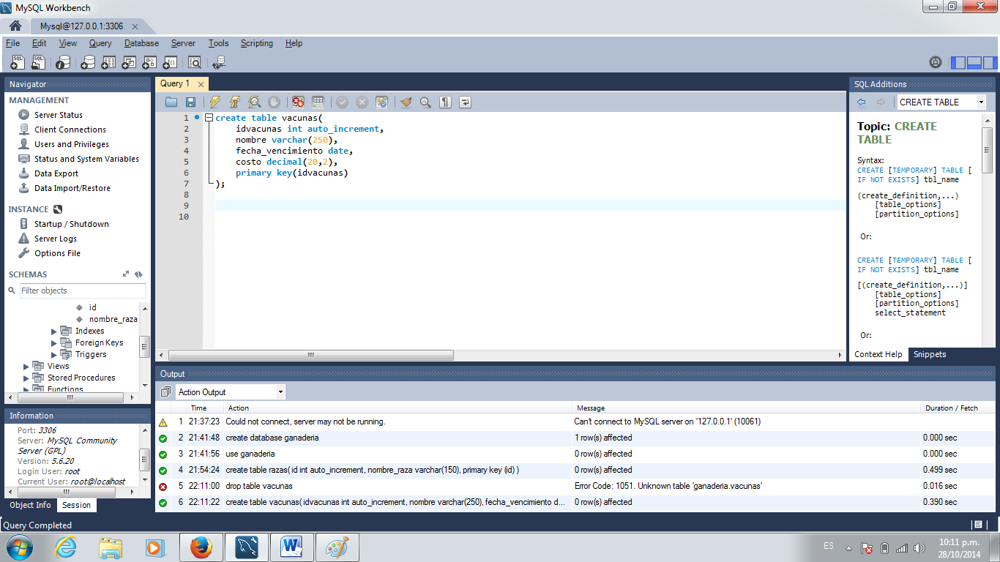 MySQL Workbench
Mysql@127.0.0.1:3306
File Edit View Query Database Server Tools Scripting Help
Navigator
MANAGEMENT
Server Status
Client Connections
Users and Privileges
Status and System Variables
Data Export
Data Import/Restore
INSTANCE
Startup / Shutdown
Server Logs
Options File
SCHEMAS
Filter objects
id
nombre_raza
Indexes
Foreign Keys
Triggers
Views
Stored Procedures
Functions
Information
Port: 3306
Server: MySQL Community
Server (GPL)
Version: 5.6.20
Login User: root
Current User: root@localhost
Object Info Session
Query 1
1 create table vacunas(
2 idvacunas int auto_increment,
3 nombre varchar(250),
4 fecha_vencimiento date,
5 costo decimal(20,2),
6 primary key(idvacunas)
7 );
8
9
10
SQL Additions
CREATE TABLE
Topic: CREATE
TABLE
Syntax:
CREATE [TEMPORARY] TABLE [
IF NOT EXISTS] tbl_name
(create_definition,...)
[table_options]
[partition_options]
Or:
CREATE [TEMPORARY] TABLE [
IF NOT EXISTS] tbl_name
[(create_definition,...)]
[table_options]
[partition_options]
select_statement
Or:
Context Help Snippets
Output
Action Output
Time Action Message Duration / Fetch
1 21:37:23 Could not connect, server may not be running. Can't connect to MySQL server on '127.0.0.1' (10061)
2 21:41:48 create database ganaderia 1 row(s) affected 0.000 sec
3 21:41:56 use ganaderia 0 row(s) affected 0.000 sec
4 21:54:24 create table razas( id int auto_increment, nombre_raza varchar(150), primary key (id) ) 0 row(s) affected 0.499 sec
5 22:11:00 drop table vacunas Error Code: 1051. Unknown table 'ganaderia.vacunas' 0.016 sec
6 22:11:22 create table vacunas( idvacunas int auto_increment, nombre varchar(250), fecha_vencimiento d... 0 row(s) affected 0.390 sec
Query Completed
ES
10:11 p.m.
28/10/2014